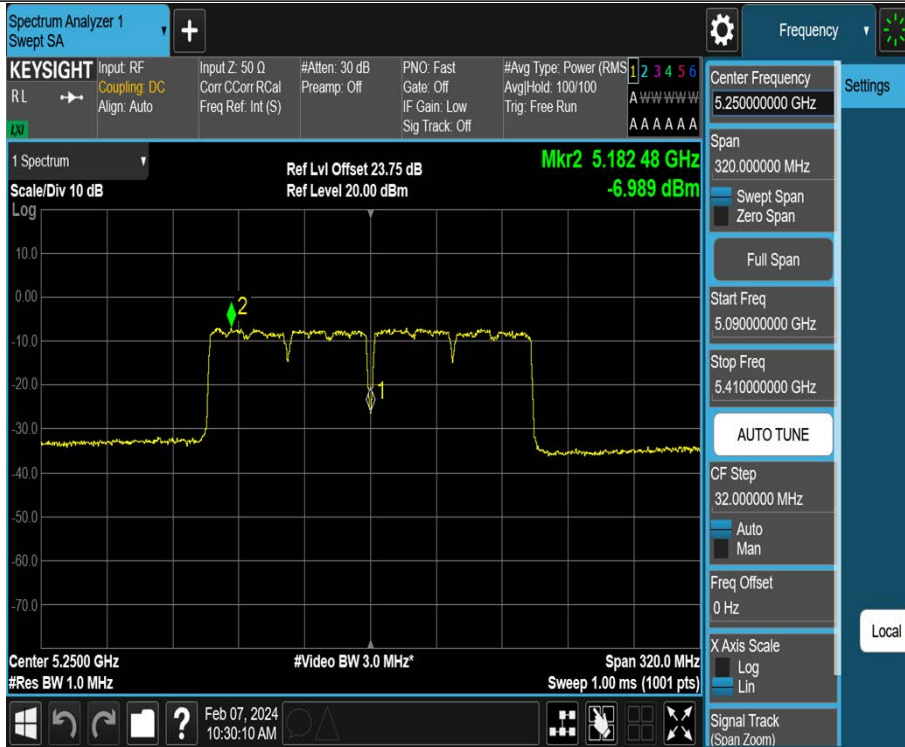 Spectrum Analyzer 1
Swept SA
+
Frequency
KEYSIGHT
R L
LXI
Input: RF
Coupling: DC
Align: Auto
Input Z: 50 Ω
Corr CCorr RCal
Freq Ref: Int (S)
#Atten: 30 dB
Preamp: Off
PNO: Fast
Gate: Off
IF Gain: Low
Sig Track: Off
#Avg Type: Power (RMS
Avg|Hold: 100/100
Trig: Free Run
1 2 3 4 5 6
A W W W W W
A A A A A A
1 Spectrum
Scale/Div 10 dB
Log
Ref Lvl Offset 23.75 dB
Ref Level 20.00 dBm
Mkr2 5.182 48 GHz
-6.989 dBm
10.0
0.00
-10.0
-20.0
-30.0
-40.0
-50.0
-60.0
-70.0
2
1
Center 5.2500 GHz
#Res BW 1.0 MHz
#Video BW 3.0 MHz*
Span 320.0 MHz
Sweep 1.00 ms (1001 pts)
?
Feb 07, 2024
10:30:10 AM
Center Frequency
5.250000000 GHz
Span
320.000000 MHz
Swept Span
Zero Span
Full Span
Start Freq
5.090000000 GHz
Stop Freq
5.410000000 GHz
AUTO TUNE
CF Step
32.000000 MHz
Auto
Man
Freq Offset
0 Hz
X Axis Scale
Log
Lin
Signal Track
(Span Zoom)
Settings
Local